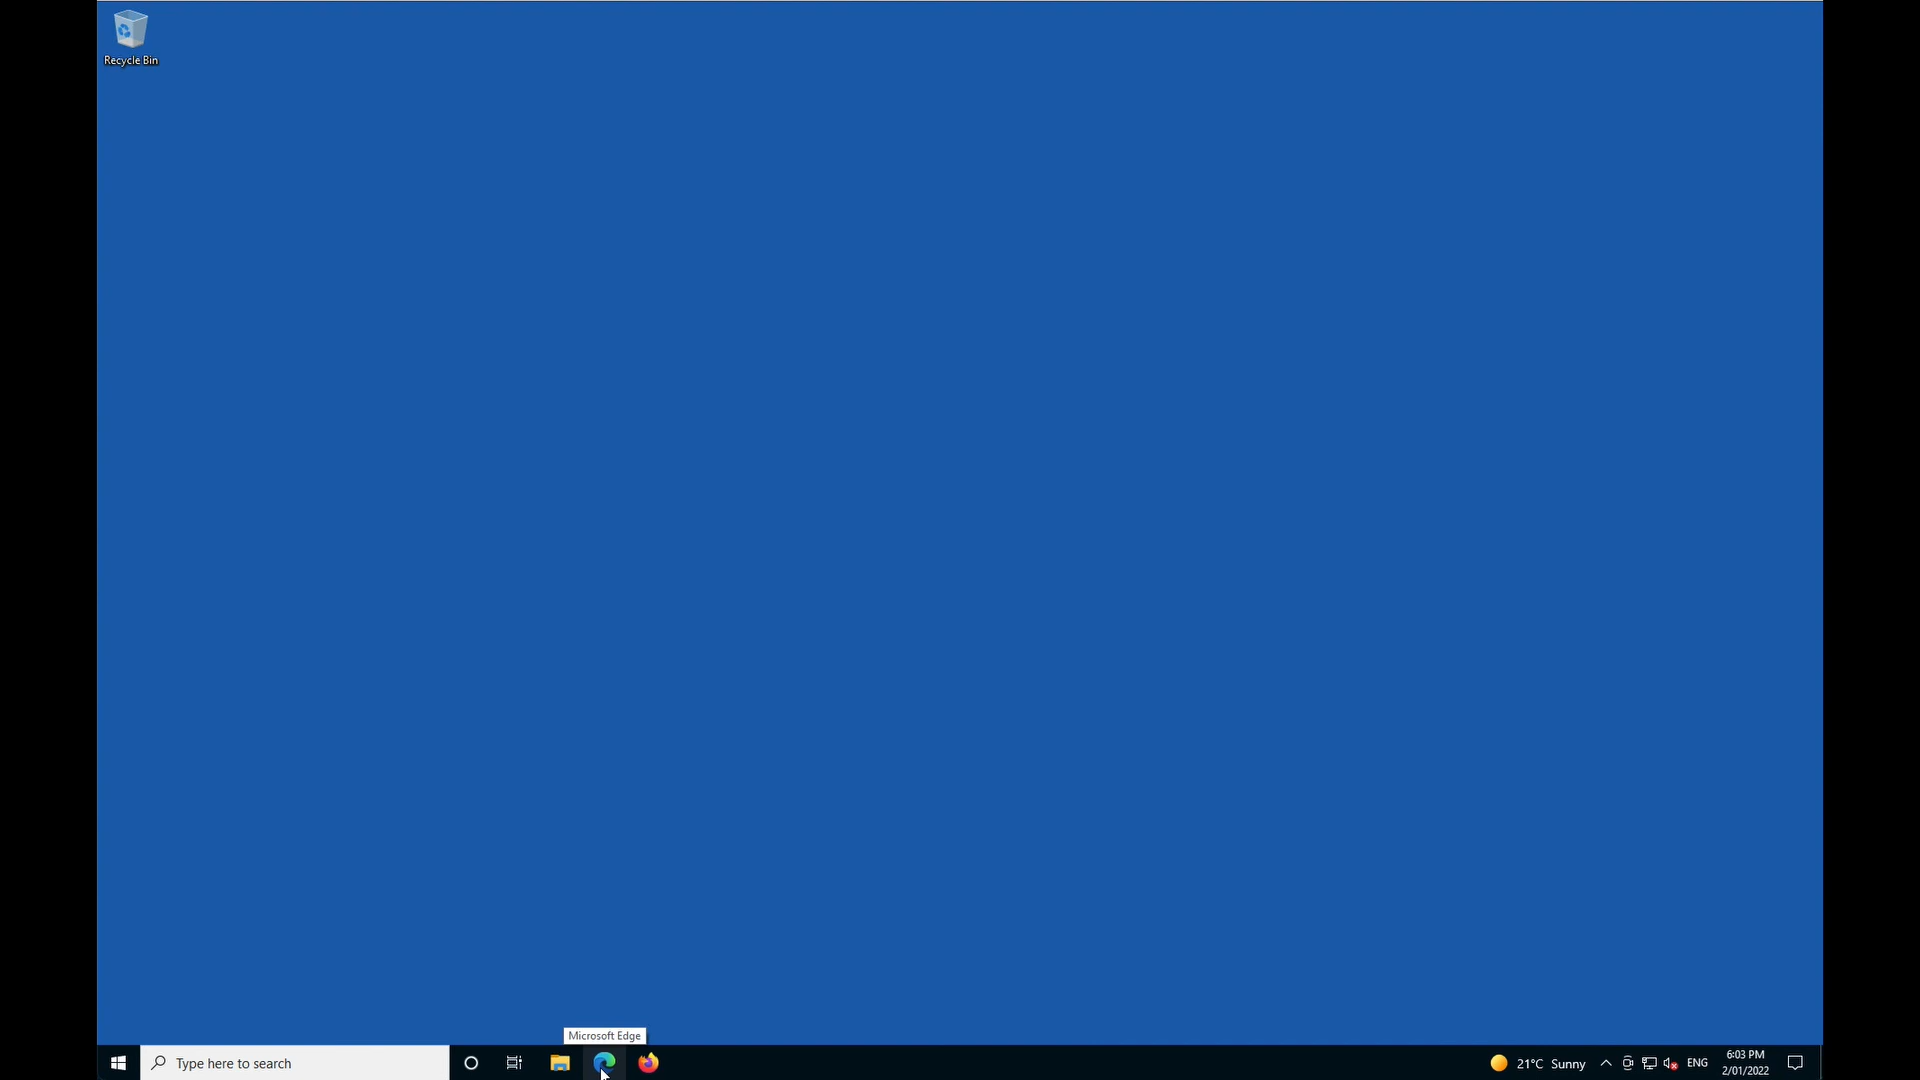 Recycle Bin
Microsoft Edge
Type here to search
21°C Sunny
ENG
6:03 PM
2/01/2022